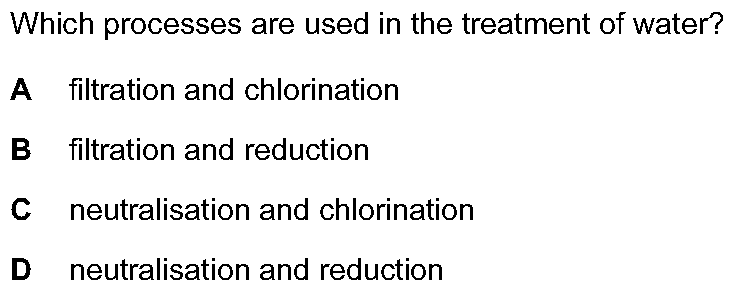 Which processes are used in the treatment of water?
A filtration and chlorination
B filtration and reduction
C neutralisation and chlorination
D neutralisation and reduction